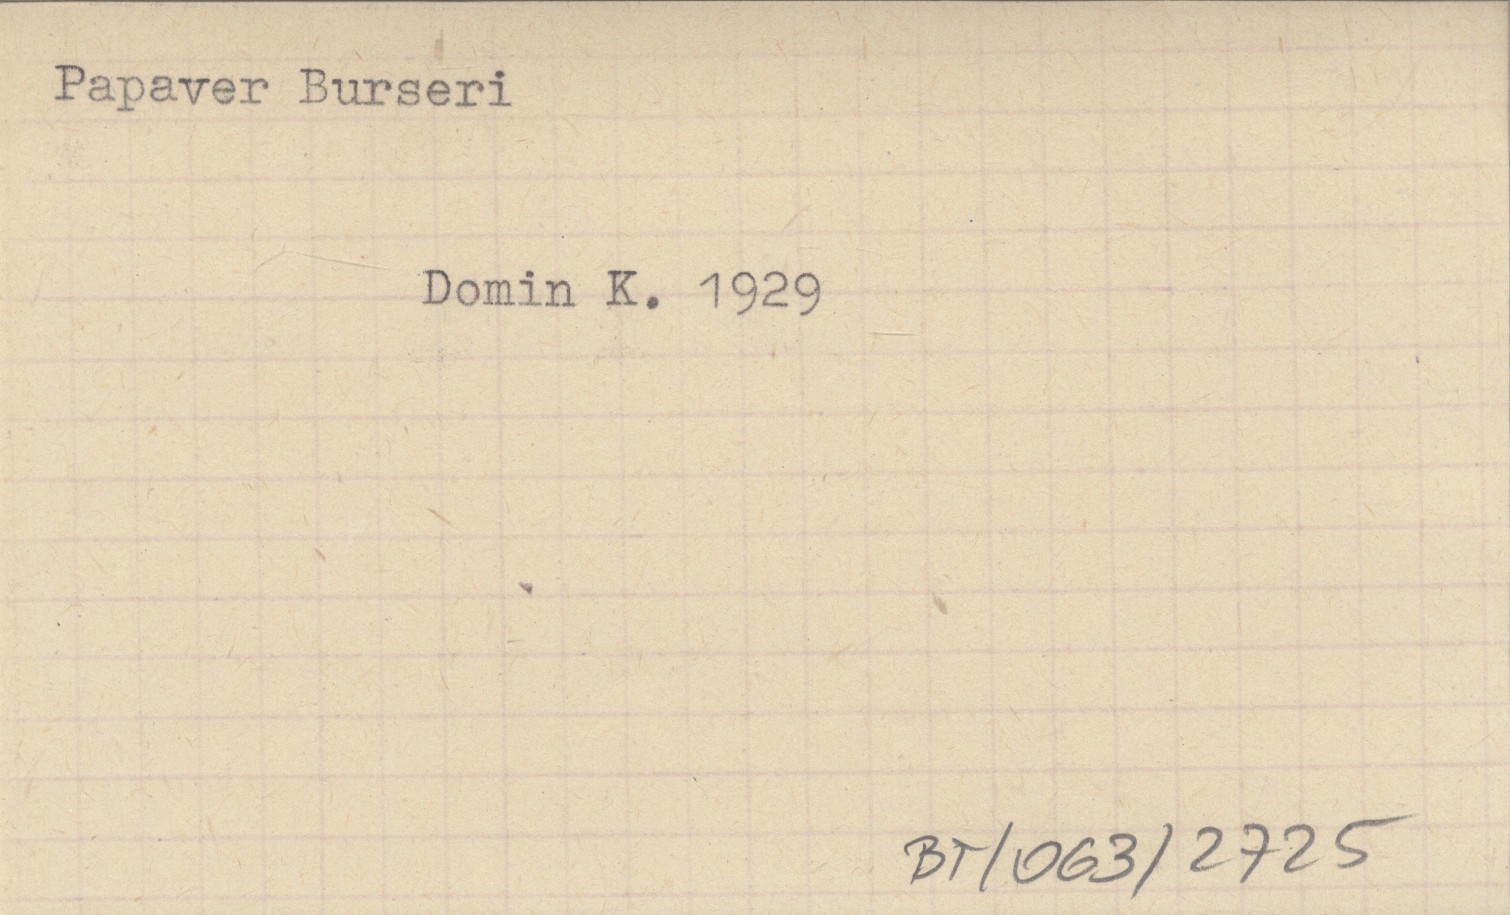 Papaver Burseri
Domin K. 1929
BT/063/2725